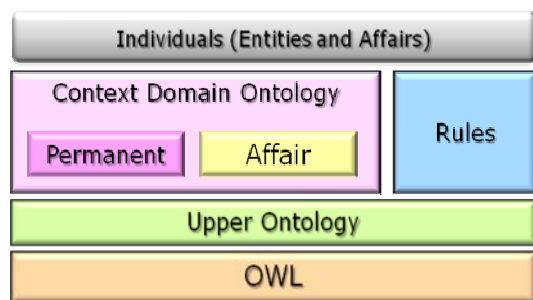 Individuals (Entities and Affairs)
Context Domain Ontology
Permanent
Affair
Rules
Upper Ontology
OWL